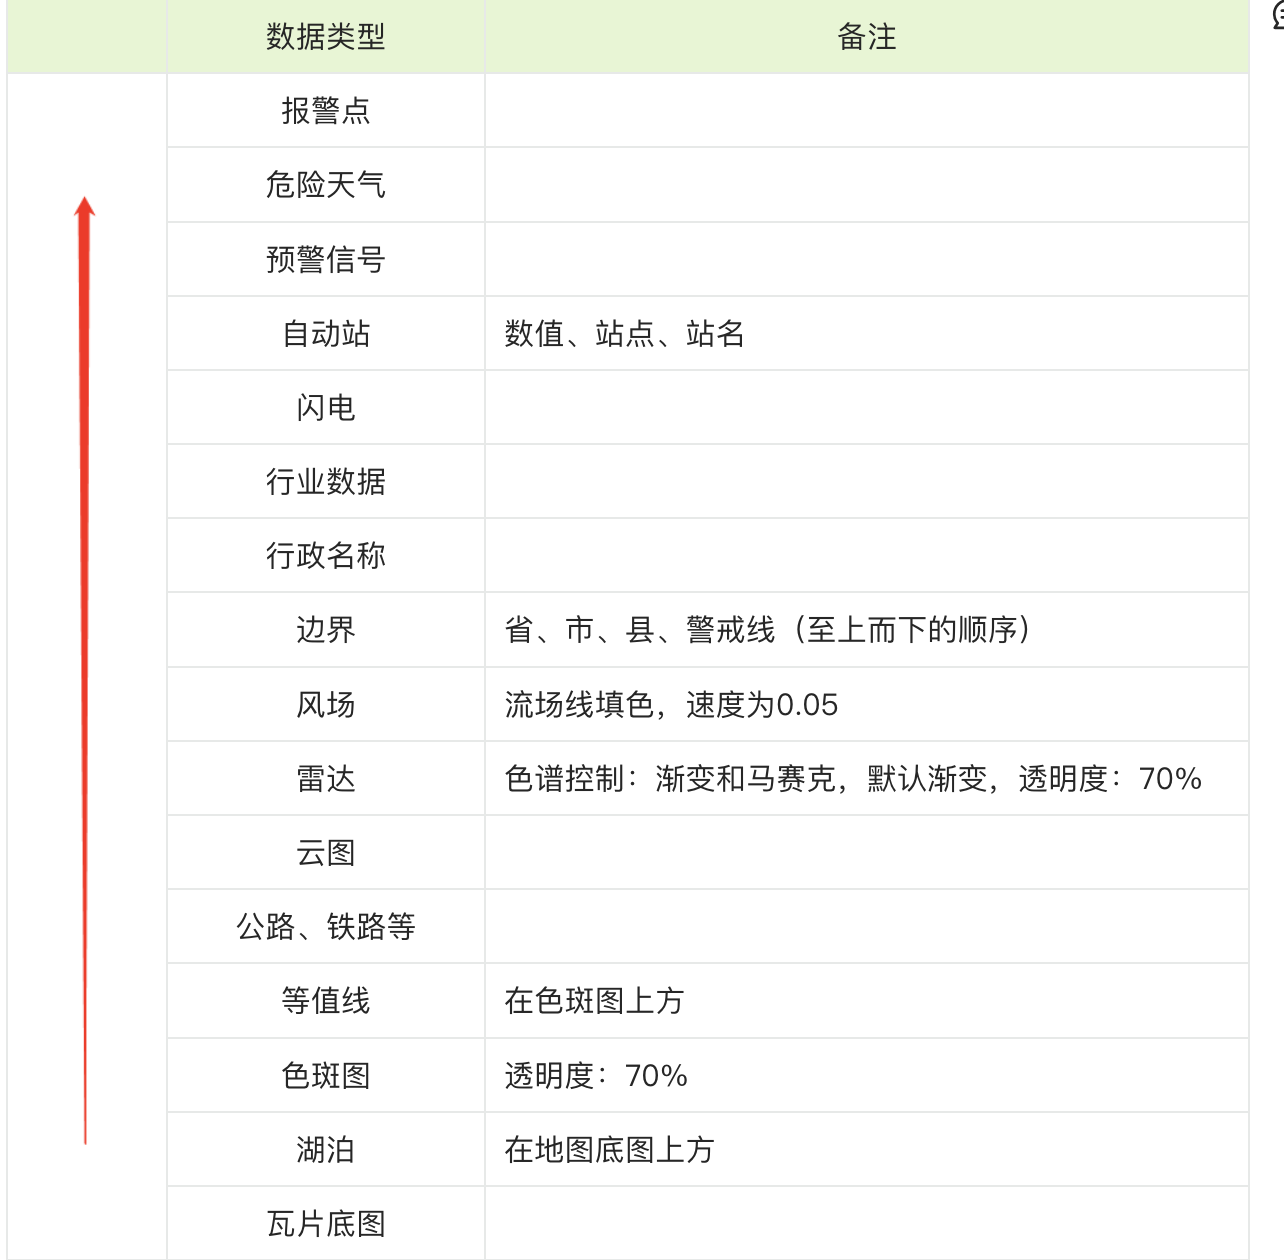 数据类型 备注
报警点
危险天气
预警信号
自动站 数值、站点、站名
闪电
行业数据
行政名称
边界 省、市、县、警戒线（至上而下的顺序）
风场 流场线填色，速度为0.05
雷达 色谱控制：渐变和马赛克，默认渐变，透明度：70%
云图
公路、铁路等
等值线 在色斑图上方
色斑图 透明度：70%
湖泊 在地图底图上方
瓦片底图